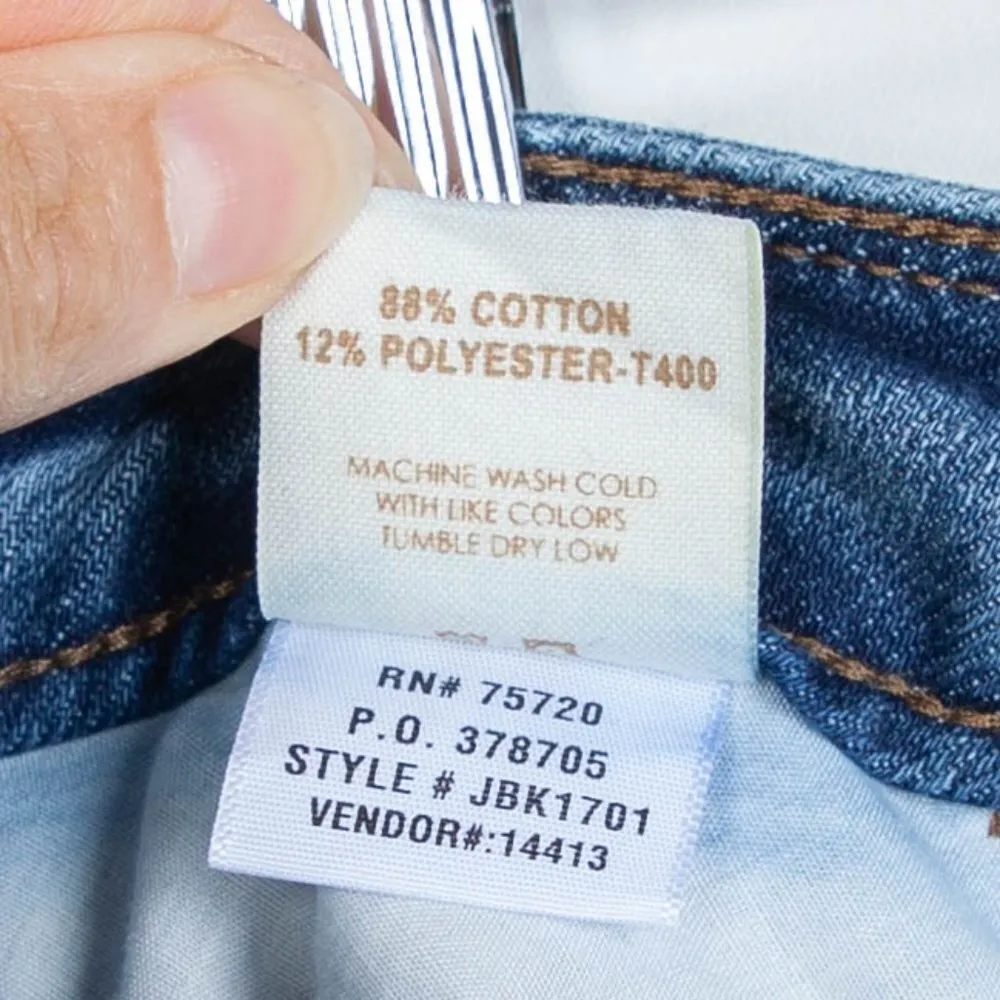 88% COTTON
12% POLYESTER-T400
MACHINE WASH COLD
WITH LIKE COLORS
TUMBLE DRY LOW
RN# 75720
P.O. 378705
STYLE # JBK1701
VENDOR#:14413